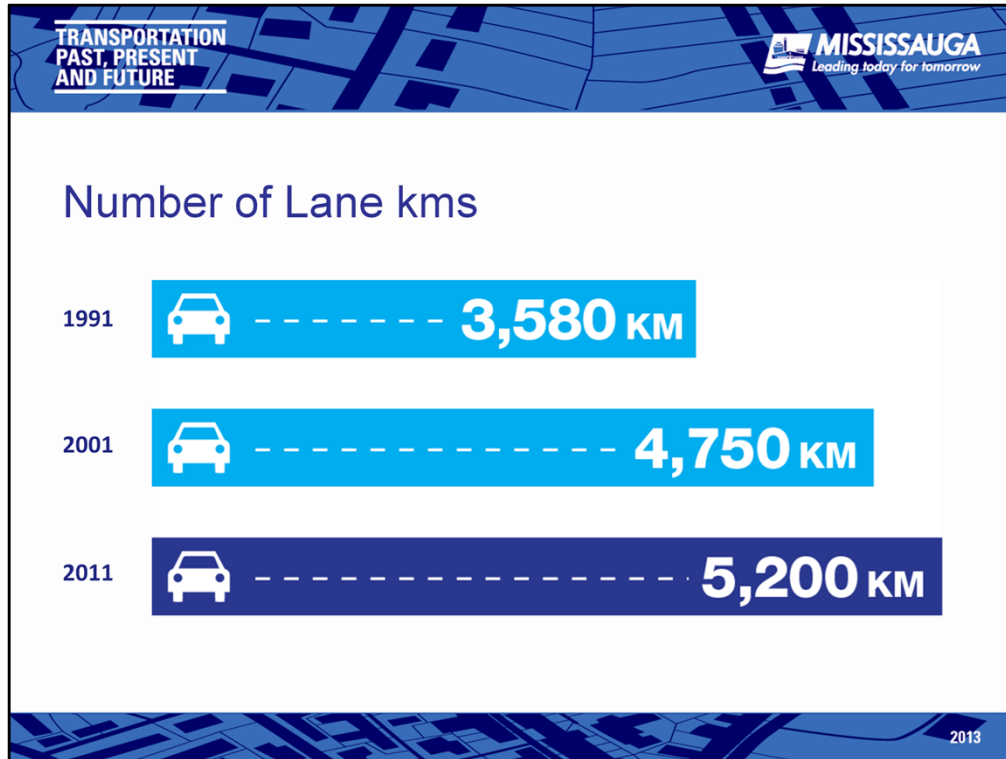 TRANSPORTATION
PAST, PRESENT
AND FUTURE
MISSISSAUGA
Leading today for tomorrow
Number of Lane kms
1991 3,580 KM
2001 4,750 KM
2011 5,200 KM
2013